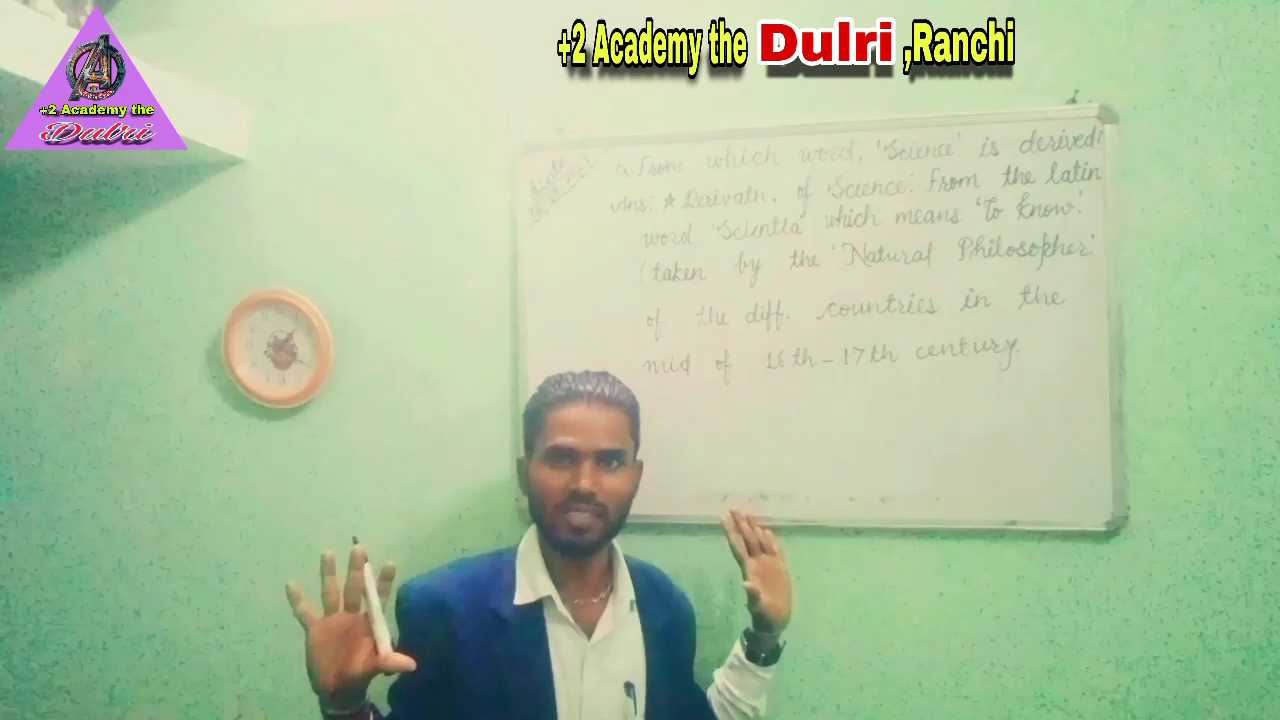 +2 Academy the Dulri ,Ranchi
+2 Academy the
Dulri
Q From which word, 'Science' is derived?
Ans: * Derivatn. of Science: From the latin
word 'Scientia' which means 'To know'.
(taken by the 'Natural Philosopher'
of the diff. countries in the
mid of 16th-17th century.